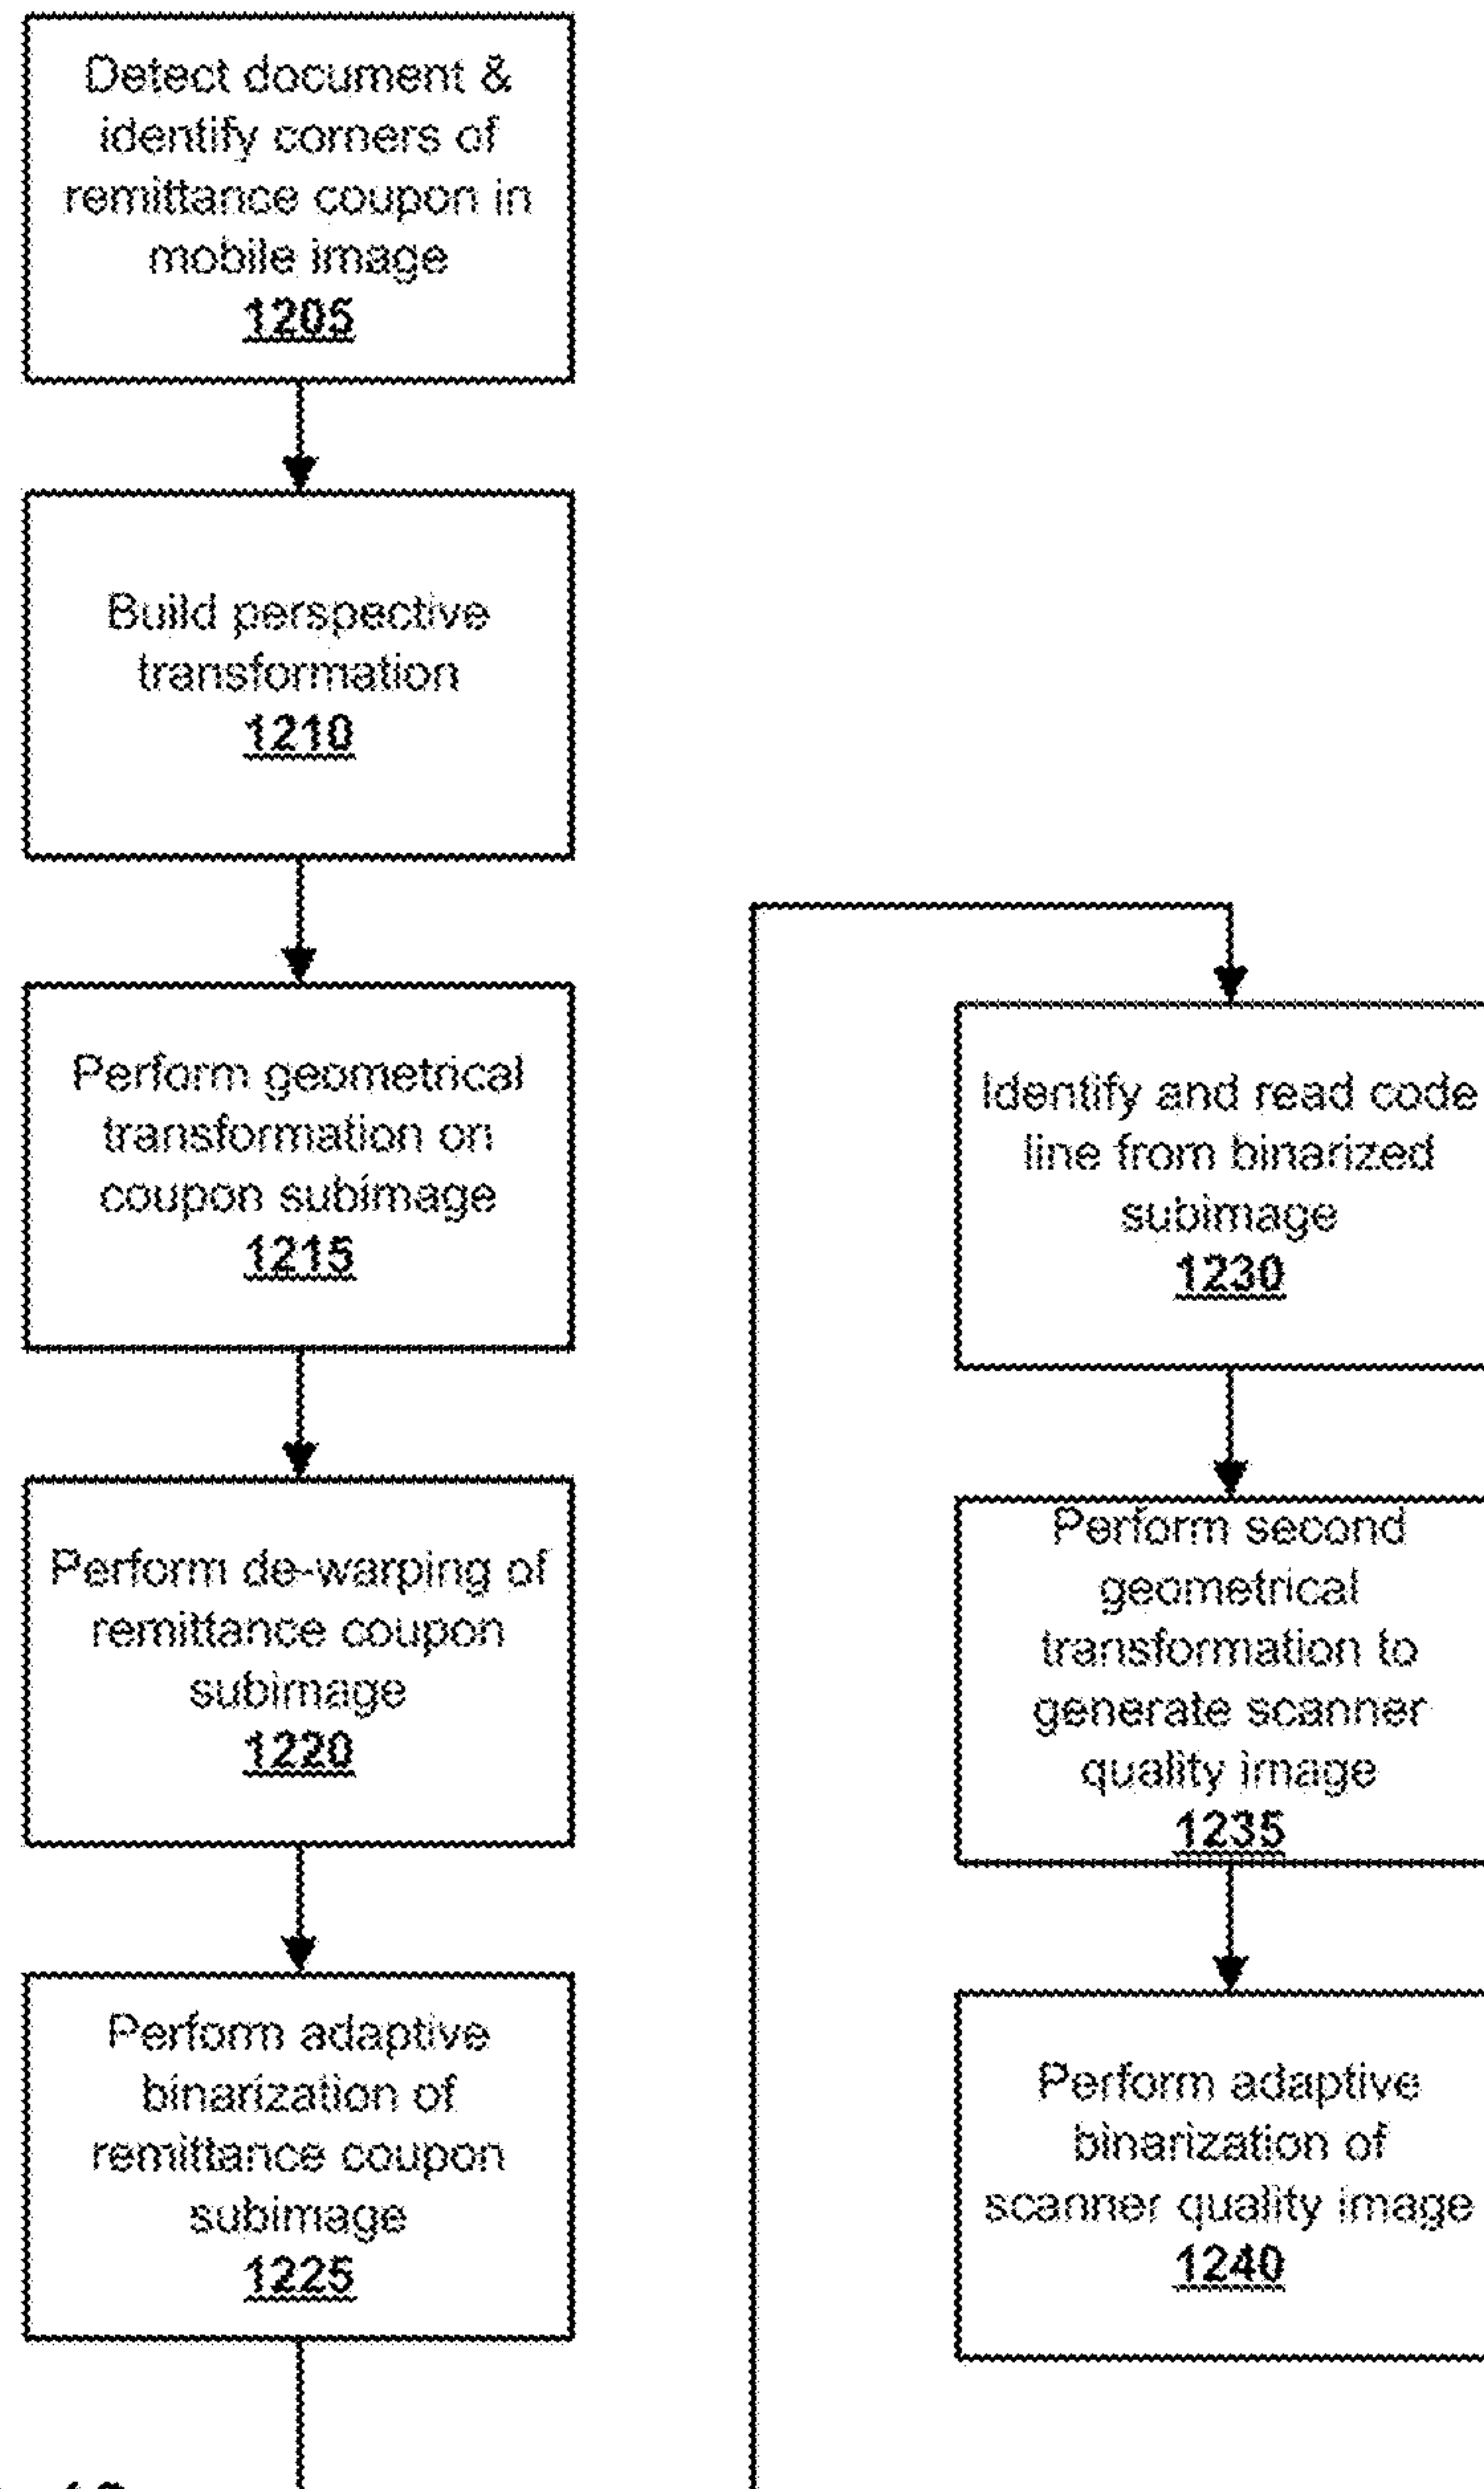 Detect document &
identify corners of
remittance coupon in
mobile image
1205
Build perspective
transformation
1210
Perform geometrical
transformation on
coupon subimage
1215
Perform de-warping of
remittance coupon
subimage
1220
Perform adaptive
binarization of
remittance coupon
subimage
1225
Identify and read code
line from binarized
subimage
1230
Perform second
geometrical
transformation to
generate scanner
quality image
1235
Perform adaptive
binarization of
scanner quality image
1240